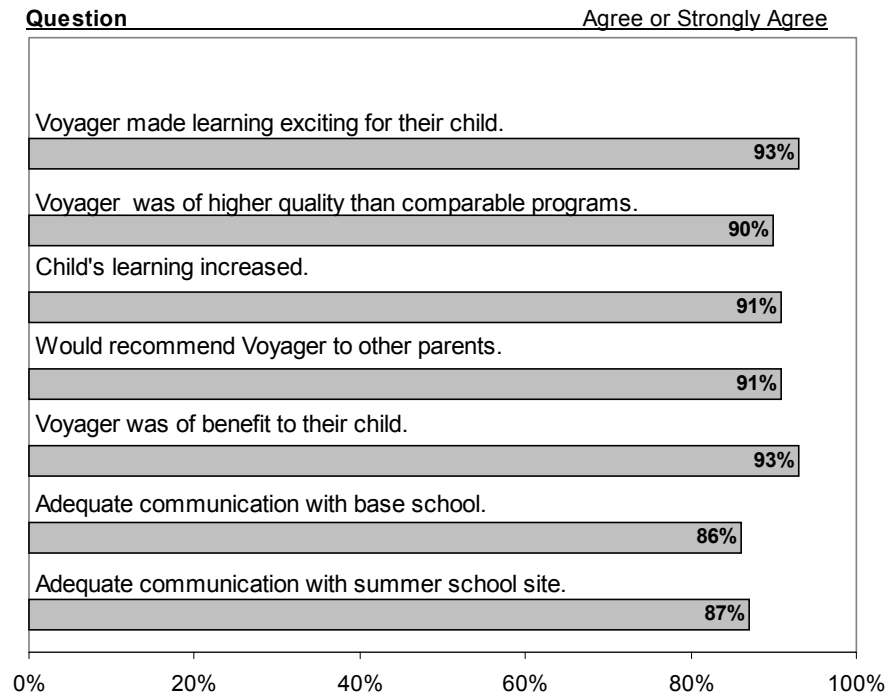 Question Agree or Strongly Agree
Voyager made learning exciting for their child.
93%
Voyager was of higher quality than comparable programs.
90%
Child's learning increased.
91%
Would recommend Voyager to other parents.
91%
Voyager was of benefit to their child.
93%
Adequate communication with base school.
86%
Adequate communication with summer school site.
87%
0% 20% 40% 60% 80% 100%